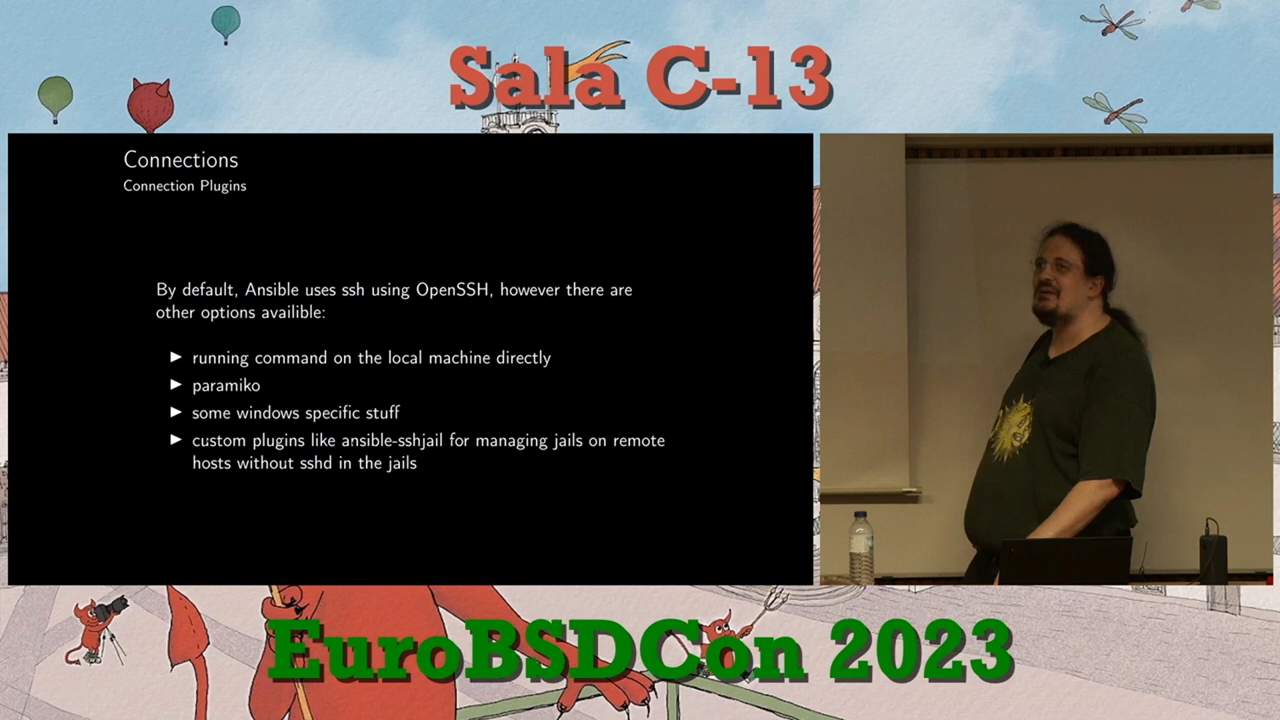 Sala C-13
Connections
Connection Plugins
By default, Ansible uses ssh using OpenSSH, however there are
other options availible:
running command on the local machine directly
paramiko
some windows specific stuff
custom plugins like ansible-sshjail for managing jails on remote
hosts without sshd in the jails
EuroBSDCon 2023